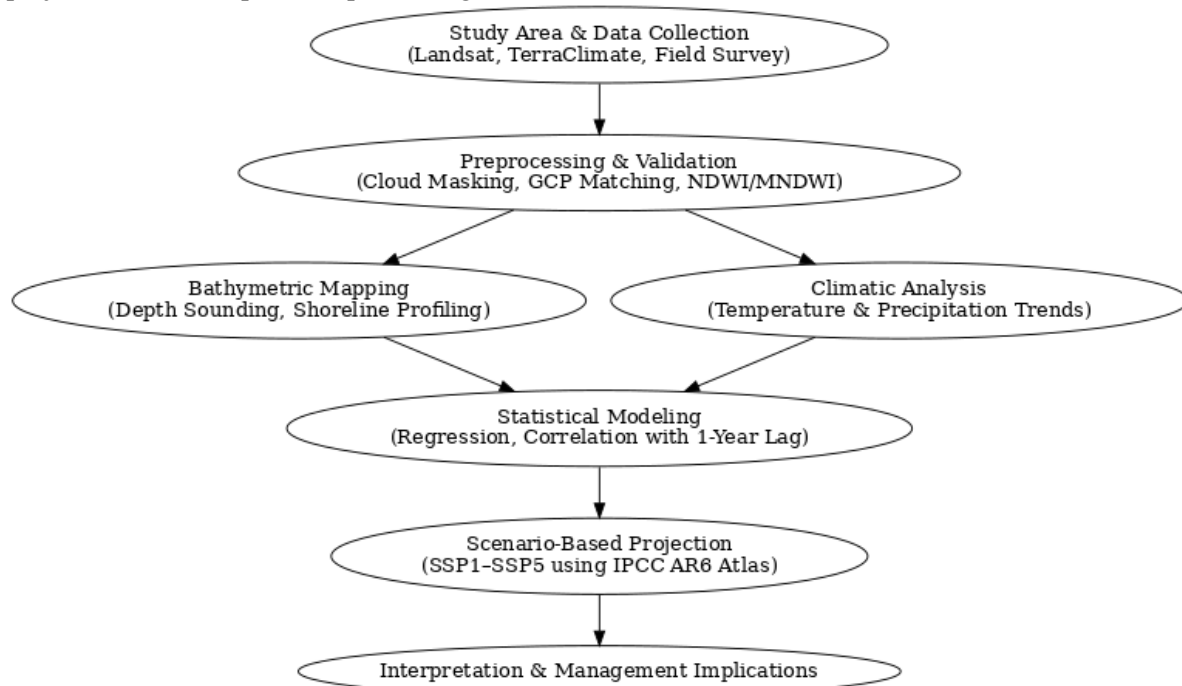 Study Area & Data Collection
(Landsat, TerraClimate, Field Survey)
Preprocessing & Validation
(Cloud Masking, GCP Matching, NDWI/MNDWI)
Bathymetric Mapping
(Depth Sounding, Shoreline Profiling)
Climatic Analysis
(Temperature & Precipitation Trends)
Statistical Modeling
(Regression, Correlation with 1-Year Lag)
Scenario-Based Projection
(SSP1–SSP5 using IPCC AR6 Atlas)
Interpretation & Management Implications